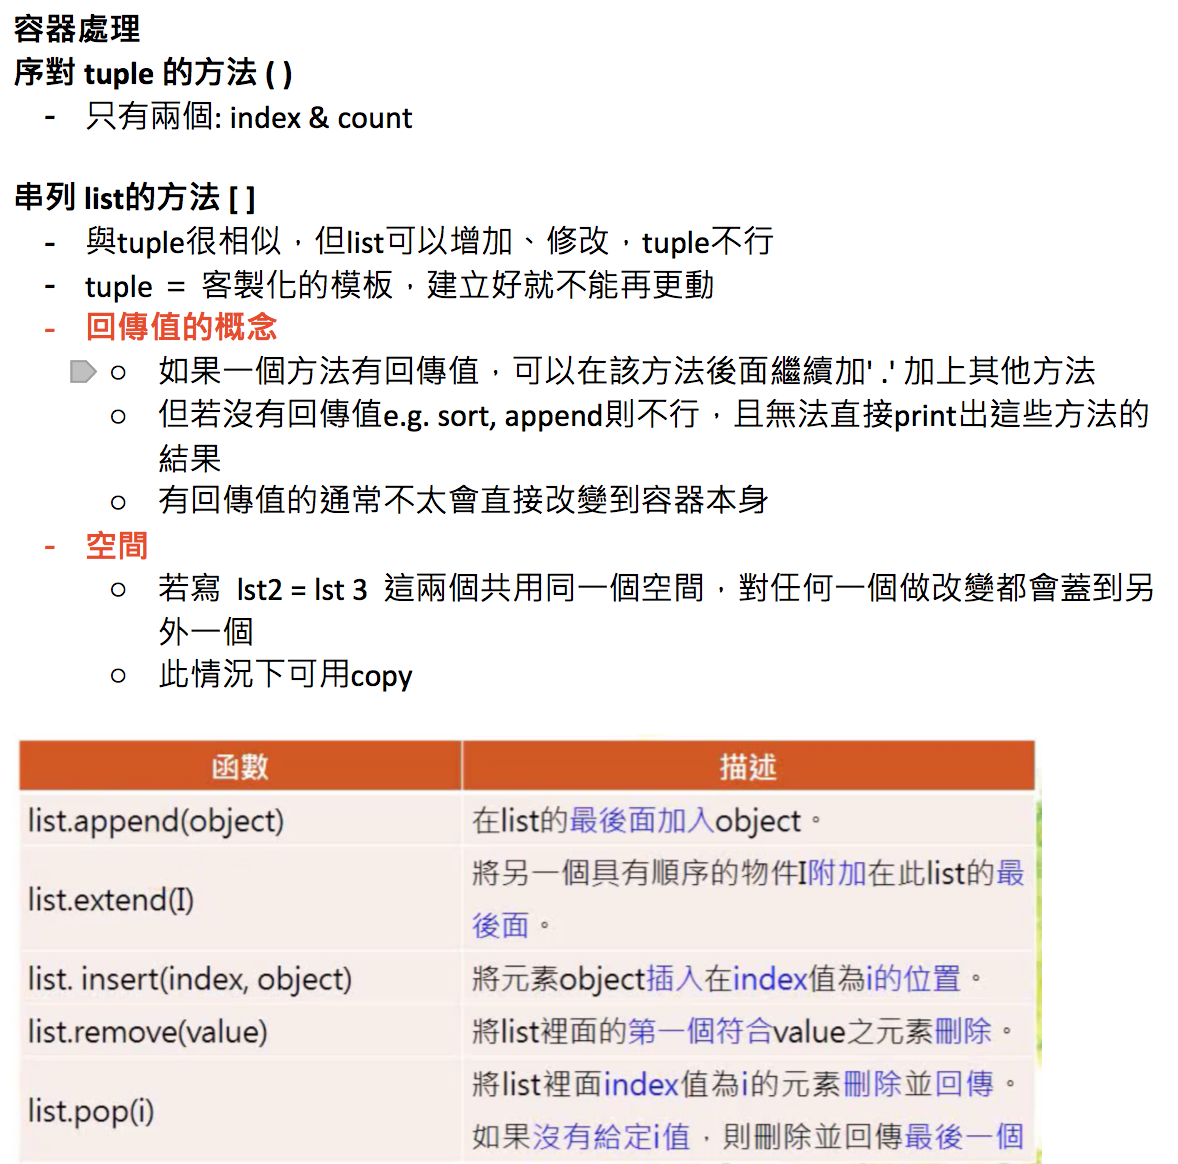 容器處理
序對 tuple 的方法 ( )
- 只有兩個: index & count
串列 list的方法 [ ]
- 與tuple很相似，但list可以增加、修改，tuple不行
- tuple = 客製化的模板，建立好就不能再更動
- 回傳值的概念
○ 如果一個方法有回傳值，可以在該方法後面繼續加' .' 加上其他方法
○ 但若沒有回傳值e.g. sort, append則不行，且無法直接print出這些方法的
結果
○ 有回傳值的通常不太會直接改變到容器本身
- 空間
○ 若寫 lst2 = lst 3 這兩個共用同一個空間，對任何一個做改變都會蓋到另
外一個
○ 此情況下可用copy
函數 描述
list.append(object) 在list的最後面加入object。
list.extend(I) 將另一個具有順序的物件I附加在此list的最
後面。
list. insert(index, object) 將元素object插入在index值為i的位置。
list.remove(value) 將list裡面的第一個符合value之元素刪除。
list.pop(i) 將list裡面index值為i的元素刪除並回傳。
如果沒有給定i值，則刪除並回傳最後一個